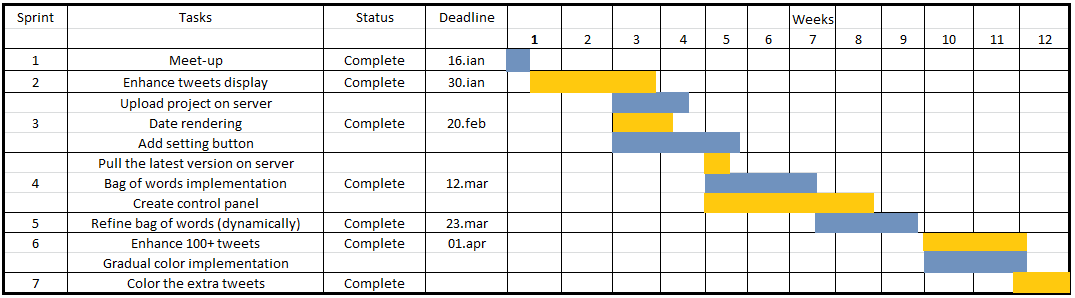 Sprint Tasks Status Deadline Weeks
1 2 3 4 5 6 7 8 9 10 11 12
1 Meet-up Complete 16.ian
2 Enhance tweets display Complete 30.ian
Upload project on server
3 Date rendering Complete 20.feb
Add setting button
Pull the latest version on server
4 Bag of words implementation Complete 12.mar
Create control panel
5 Refine bag of words (dynamically) Complete 23.mar
6 Enhance 100+ tweets Complete 01.apr
Gradual color implementation
7 Color the extra tweets Complete